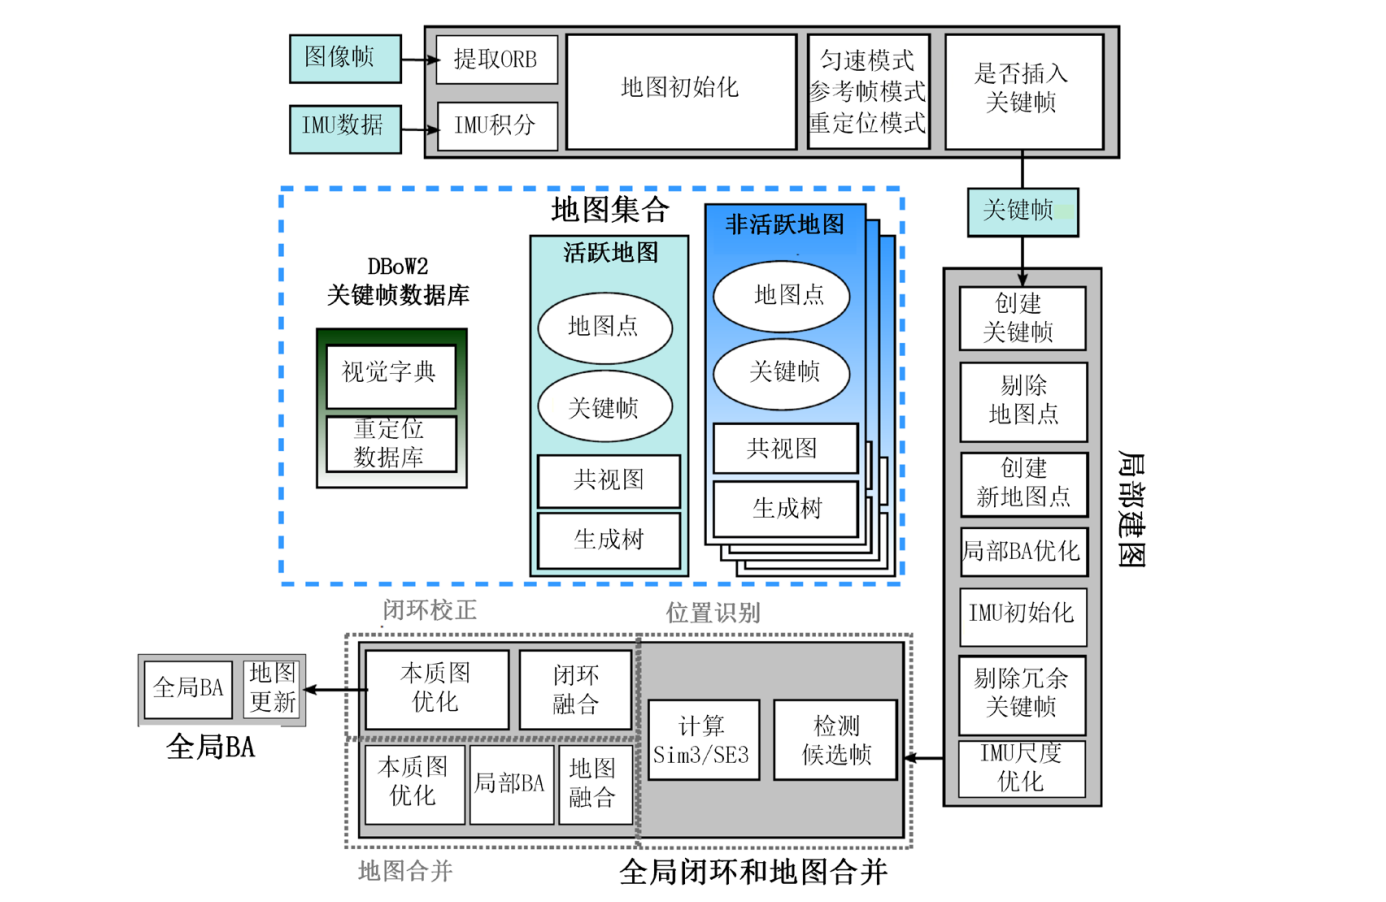 图像帧
提取ORB
地图初始化
匀速模式
参考帧模式
重定位模式
是否插入
关键帧
IMU数据
IMU积分
关键帧
地图集合
DBoW2
关键帧数据库
视觉字典
重定位
数据库
活跃地图
地图点
关键帧
共视图
生成树
非活跃地图
地图点
关键帧
共视图
生成树
创建
关键帧
剔除
地图点
创建
新地图点
局部BA优化
IMU初始化
剔除冗余
关键帧
IMU尺度
优化
局部建图
闭环校正
位置识别
全局BA
地图
更新
全局BA
本质图
优化
闭环
融合
本质图
优化
局部BA
地图
融合
计算
Sim3/SE3
检测
候选帧
地图合并
全局闭环和地图合并